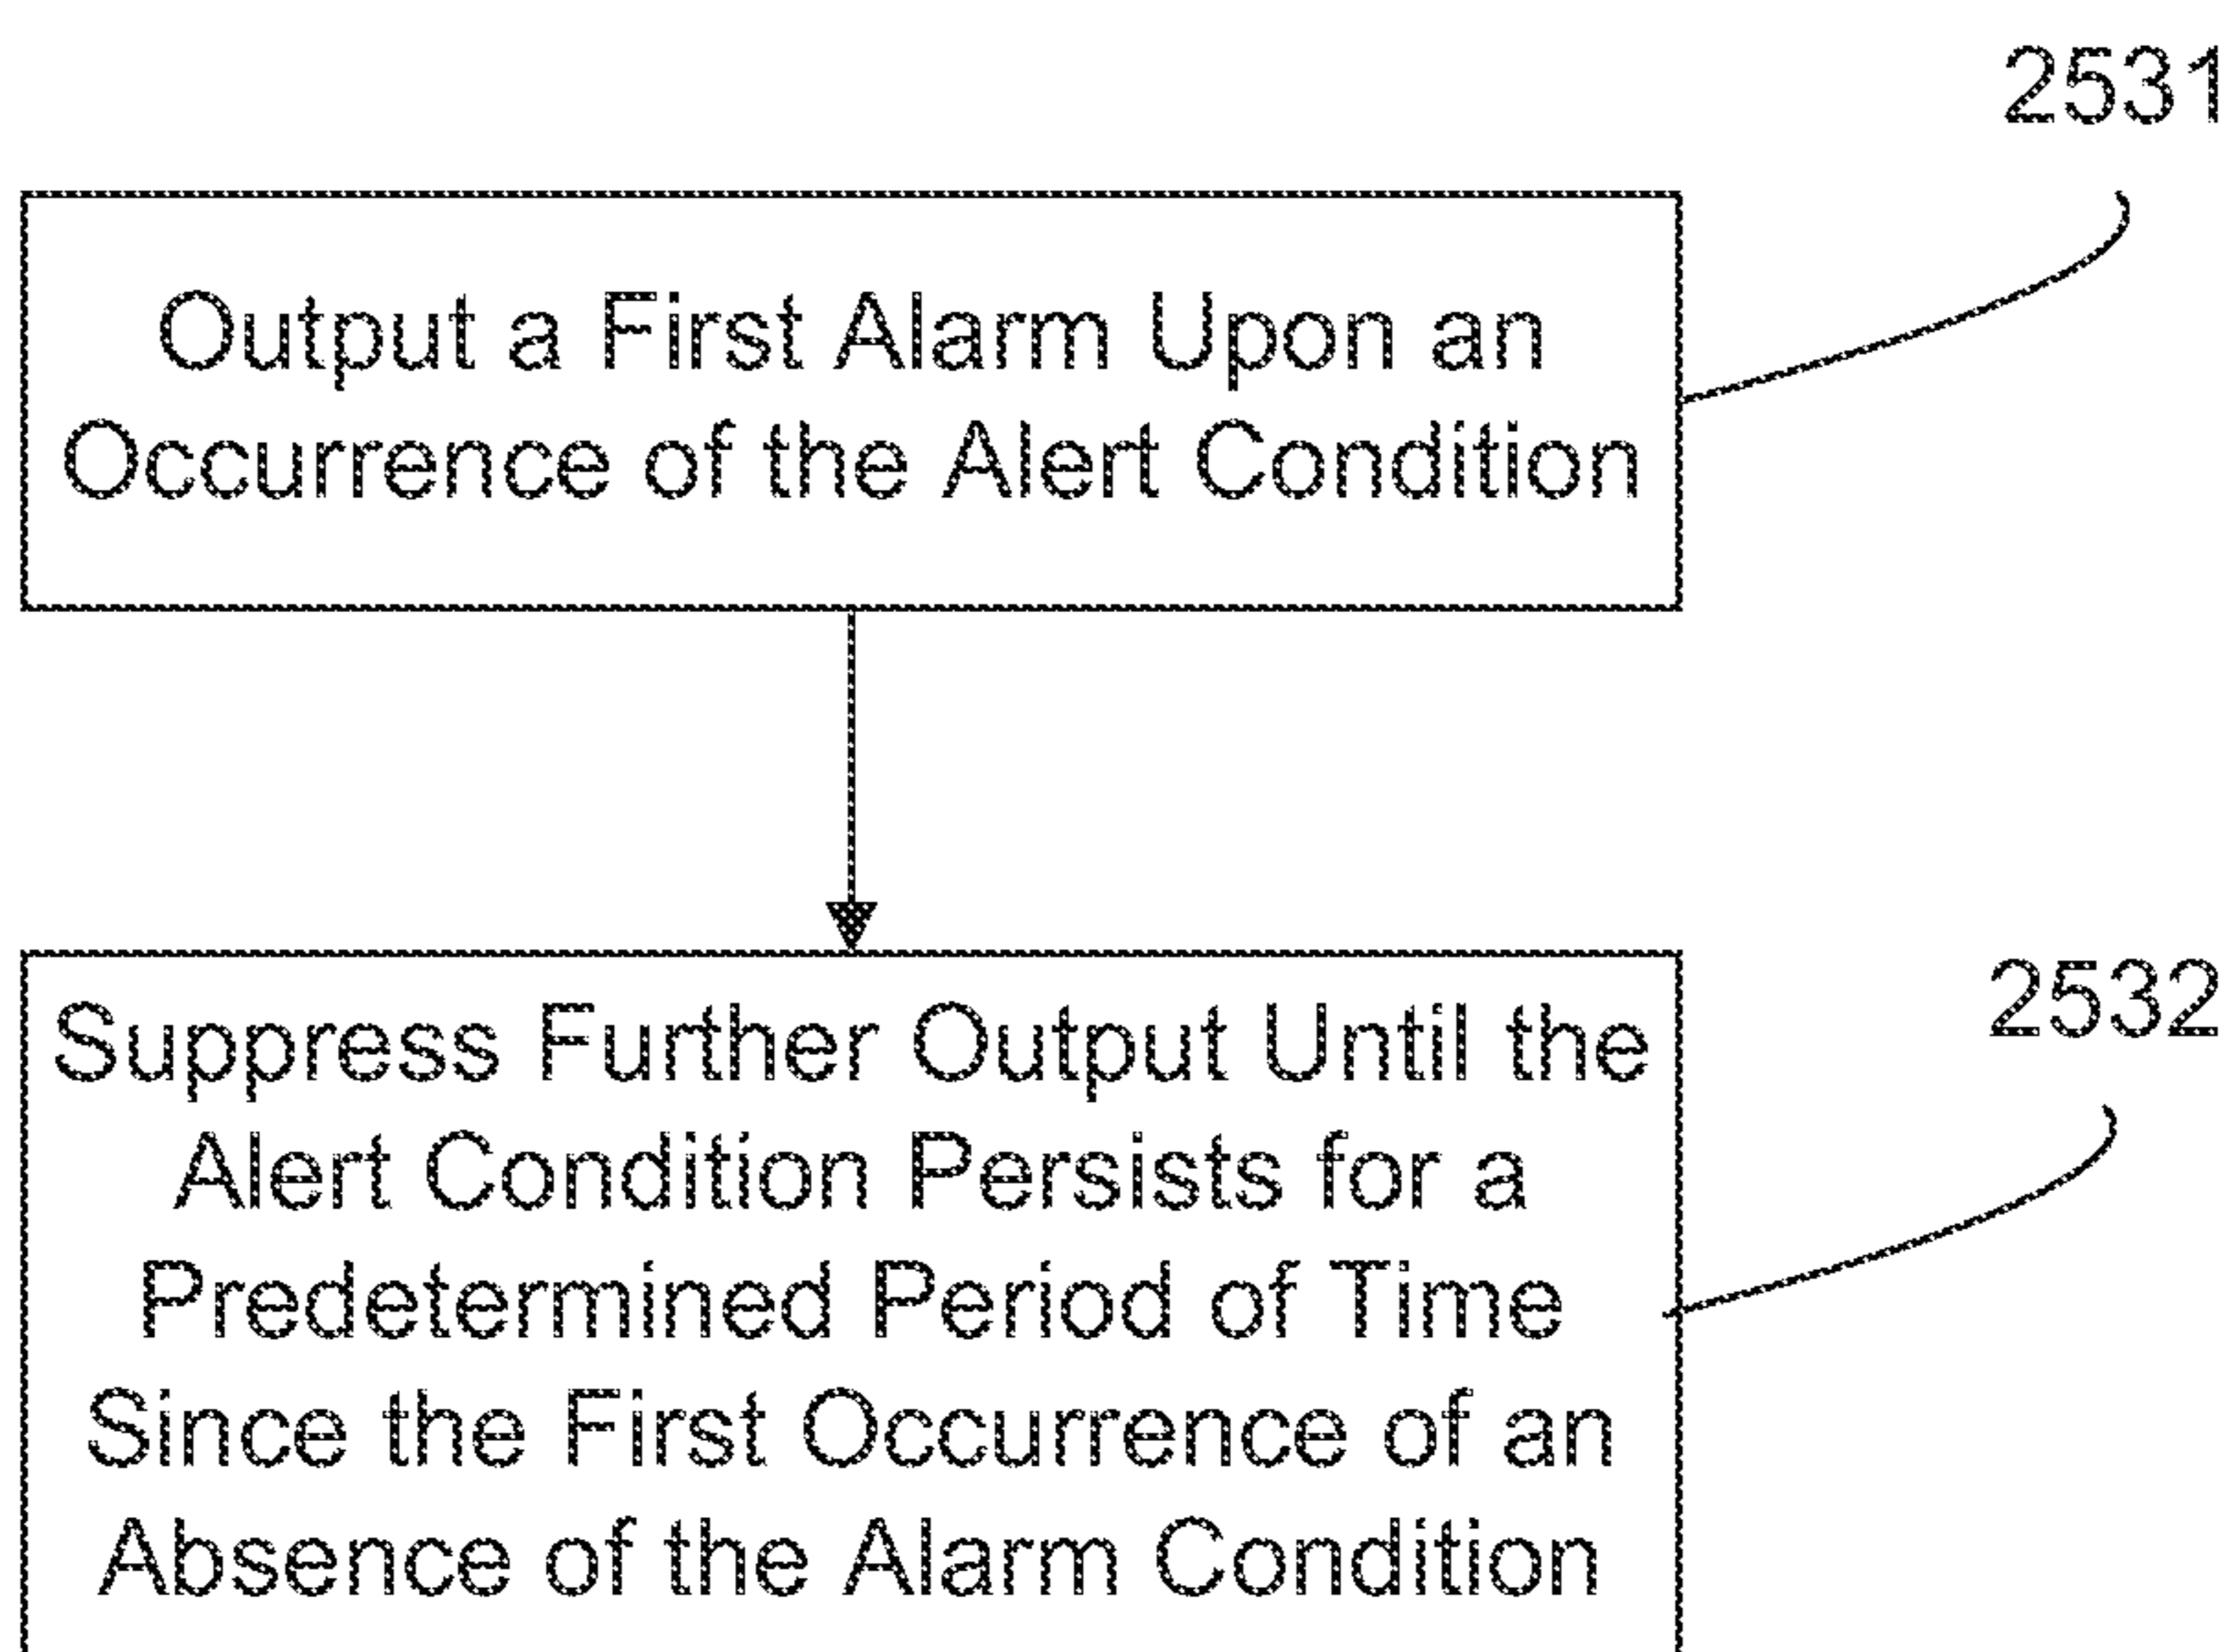 2531
Output a First Alarm Upon an
Occurrence of the Alert Condition
2532
Suppress Further Output Until the
Alert Condition Persists for a
Predetermined Period of Time
Since the First Occurrence of an
Absence of the Alarm Condition